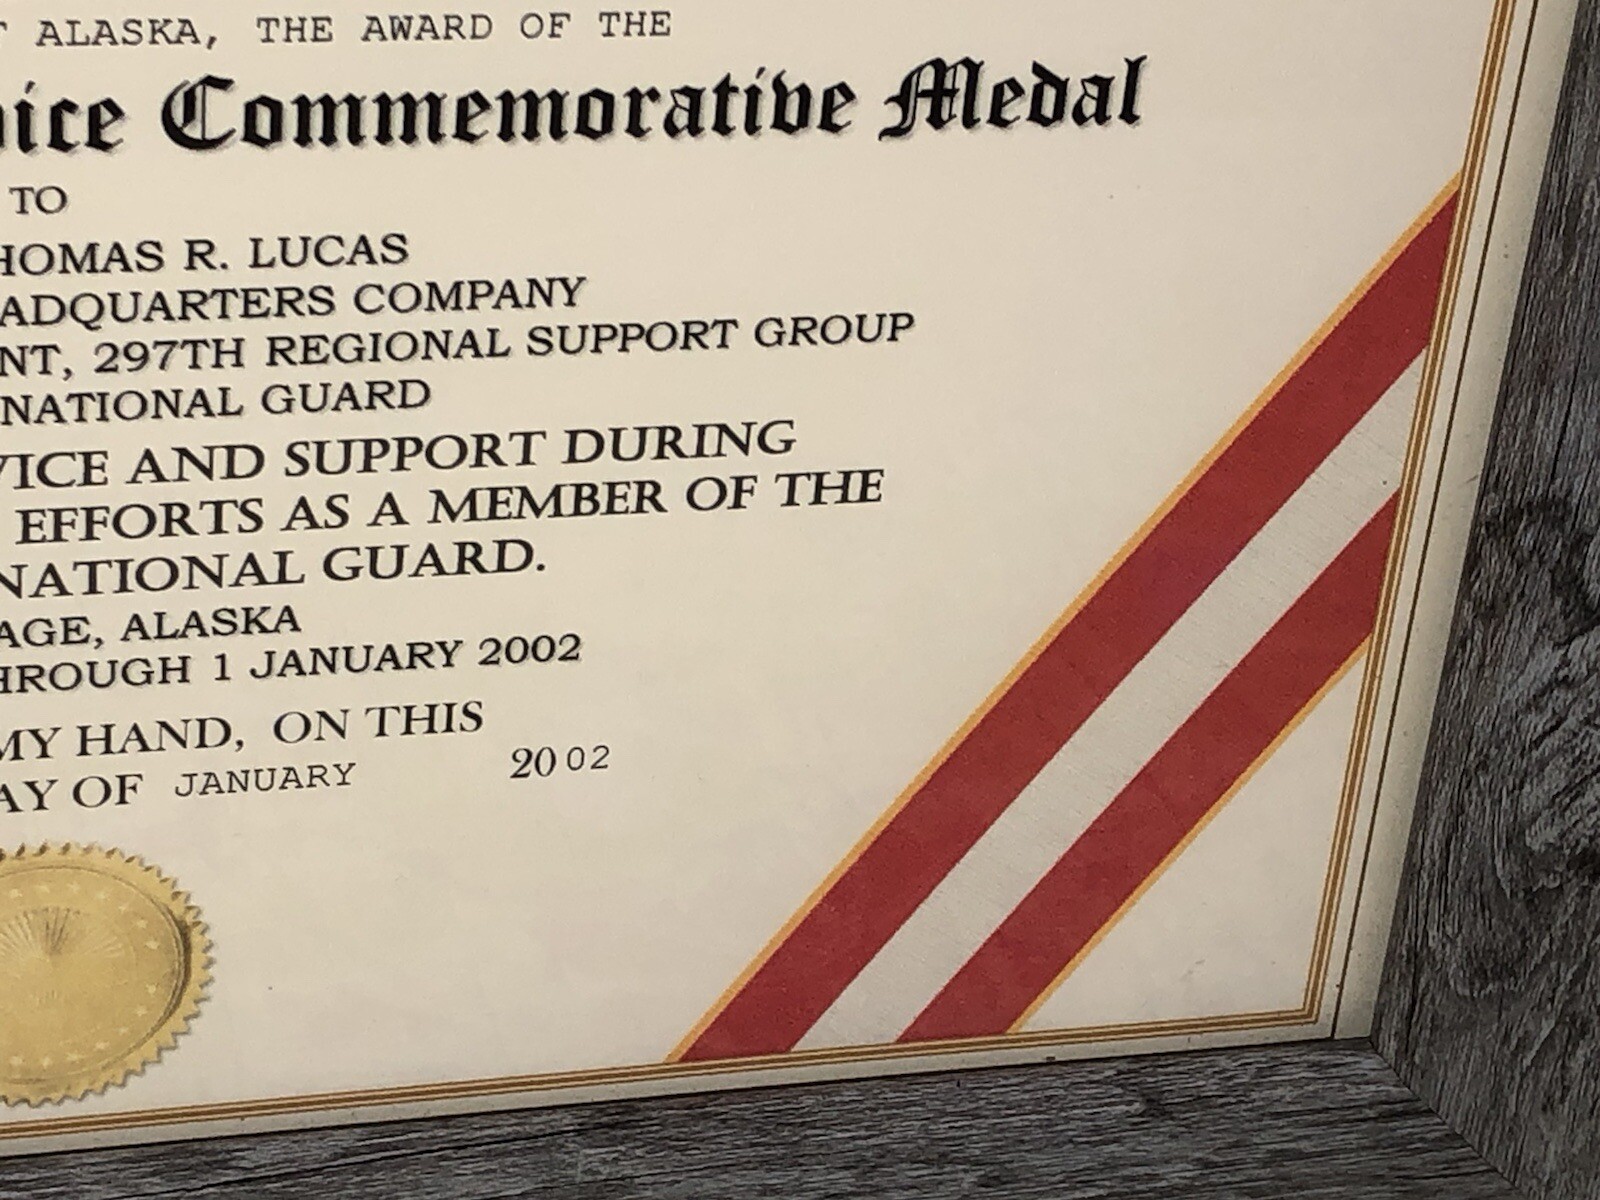 ALASKA, THE AWARD OF THE
Commemorative Medal
TO
HOMAS R. LUCAS
ADQUARTERS COMPANY
NT, 297TH REGIONAL SUPPORT GROUP
NATIONAL GUARD
VICE AND SUPPORT DURING
EFFORTS AS A MEMBER OF THE
NATIONAL GUARD.
AGE, ALASKA
HROUGH 1 JANUARY 2002
MY HAND, ON THIS
AY OF JANUARY 2002